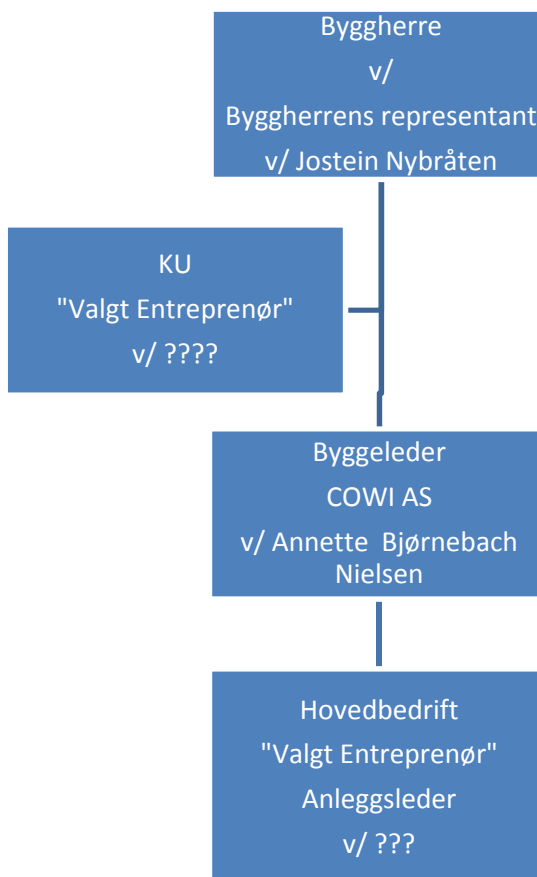 Byggherre
v/
Byggherrens representant
v/ Jostein Nybråten
KU
"Valgt Entreprenør"
v/ ????
Byggeleder
COWI AS
v/ Annette Bjørnebach
Nielsen
Hovedbedrift
"Valgt Entreprenør"
Anleggsleder
v/ ???